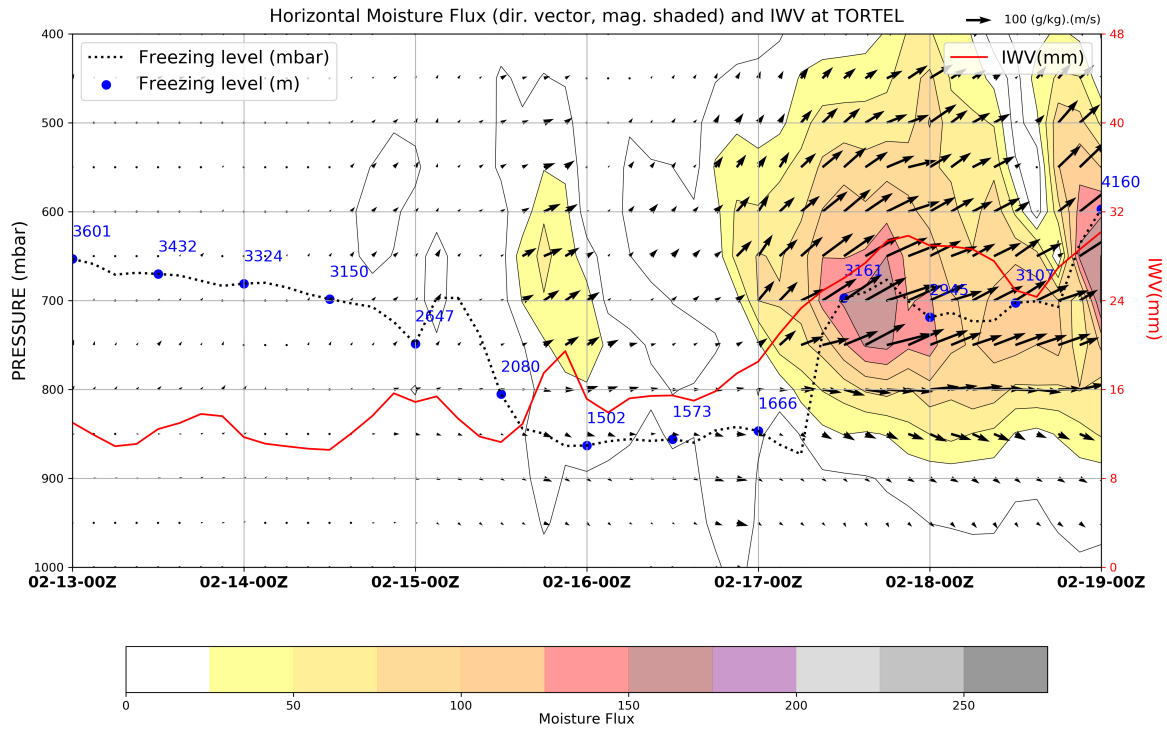 Horizontal Moisture Flux (dir. vector, mag. shaded) and IWV at TORTEL
100 (g/kg).(m/s)
Freezing level (mbar)
Freezing level (m)
IWV(mm)
PRESSURE (mbar)
400
500
600
700
800
900
1000
48
40
32
24
16
8
0
IWV(mm)
3601
3432
3324
3150
2647
2080
1502
1573
1666
3161
2945
3107
4160
02-13-00Z
02-14-00Z
02-15-00Z
02-16-00Z
02-17-00Z
02-18-00Z
02-19-00Z
0
50
100
150
200
250
Moisture Flux